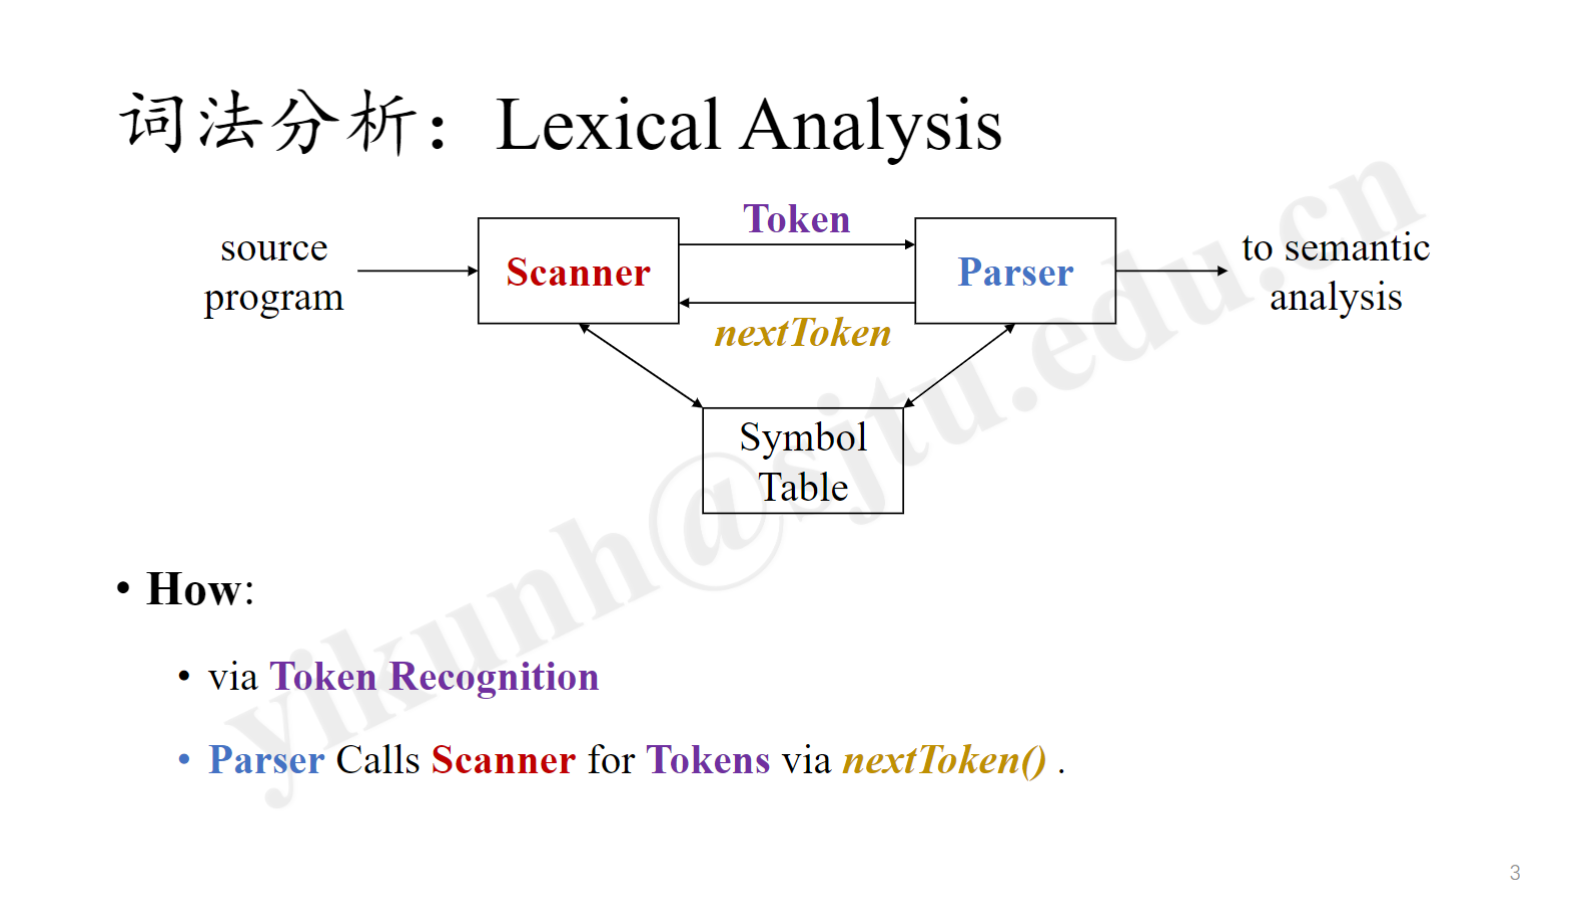 词法分析：Lexical Analysis
source
program
Scanner
Token
nextToken
Parser
to semantic
analysis
Symbol
Table
• How:
• via Token Recognition
• Parser Calls Scanner for Tokens via nextToken() .
yikunh@sjtu.edu.cn
3